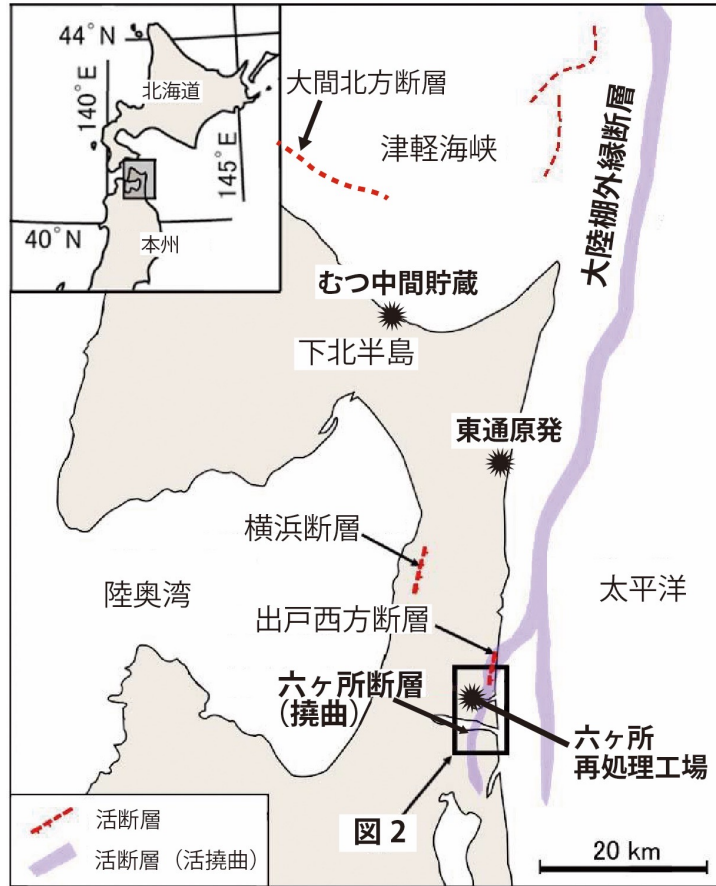 44°N
140°E
北海道
145°E
40°N
本州
大間北方断層
津軽海峡
大陸棚外縁断層
むつ中間貯蔵
下北半島
東通原発
横浜断層
陸奥湾
太平洋
出戸西方断層
六ヶ所断層
（撓曲）
六ヶ所
再処理工場
図2
活断層
活断層（活撓曲）
20 km